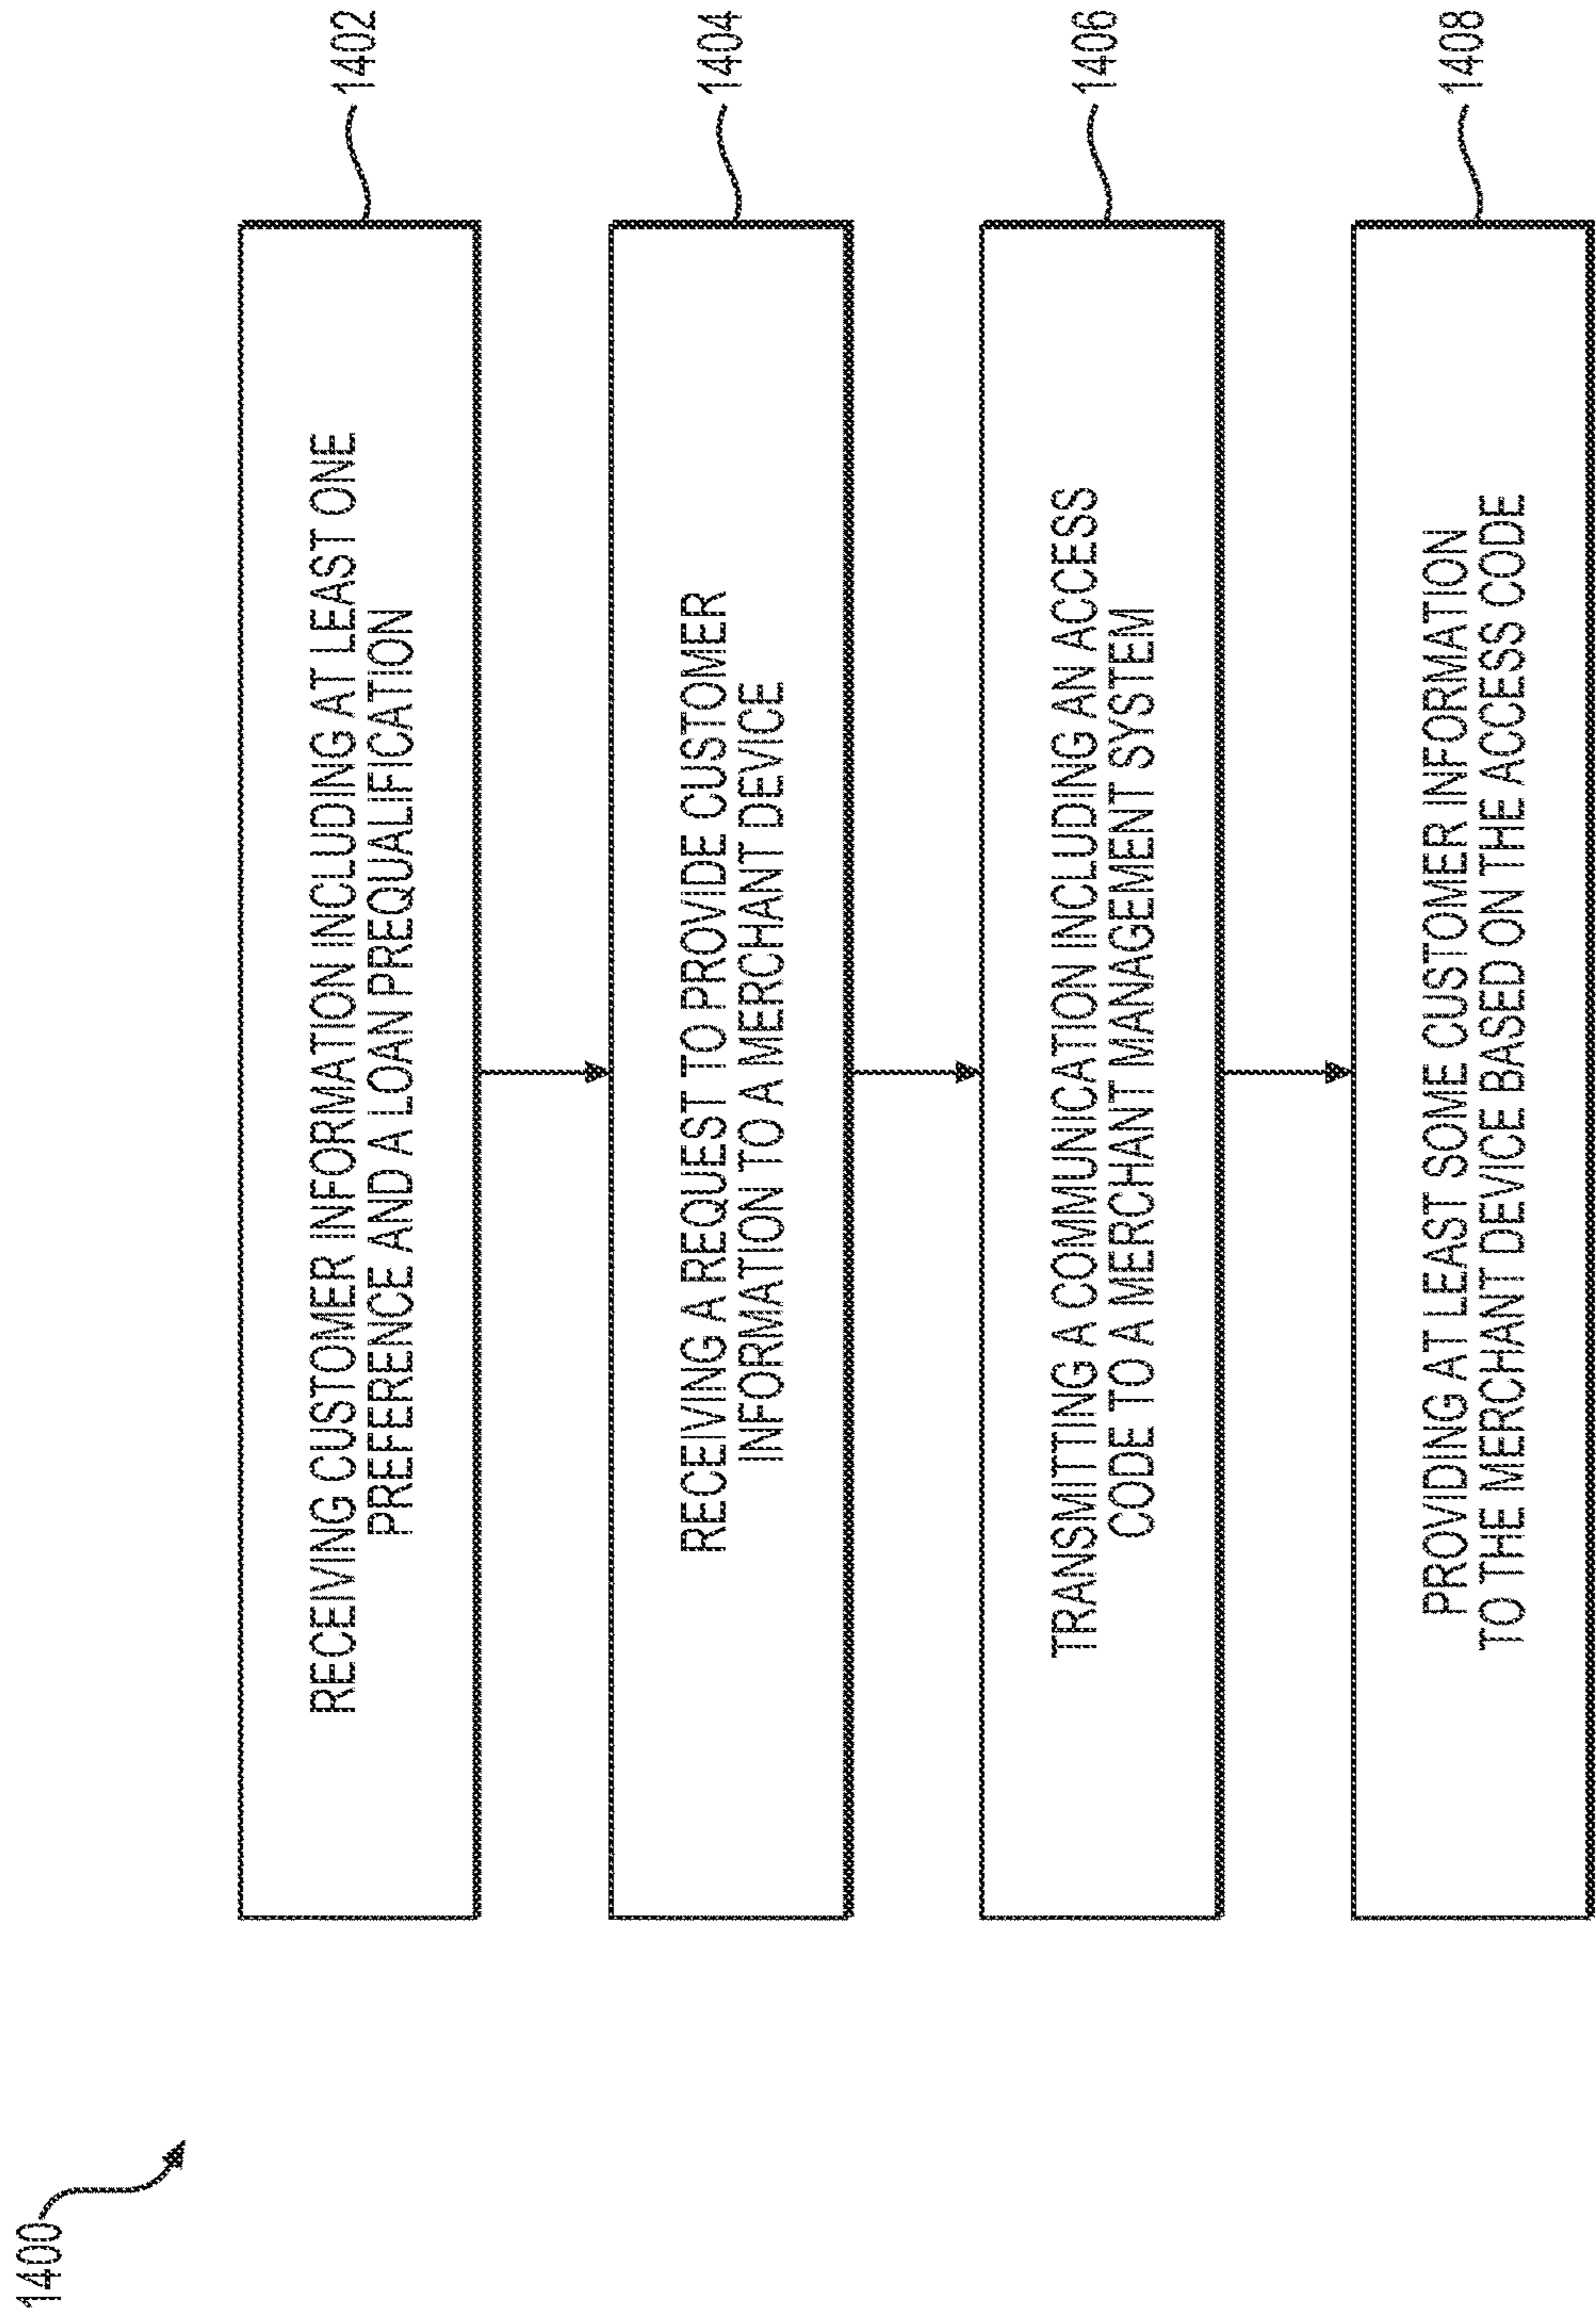 1400
RECEIVING CUSTOMER INFORMATION INCLUDING AT LEAST ONE
PREFERENCE AND A LOAN PREQUALIFICATION
1402
RECEIVING A REQUEST TO PROVIDE CUSTOMER
INFORMATION TO A MERCHANT DEVICE
1404
TRANSMITTING A COMMUNICATION INCLUDING AN ACCESS
CODE TO A MERCHANT MANAGEMENT SYSTEM
1406
PROVIDING AT LEAST SOME CUSTOMER INFORMATION
TO THE MERCHANT DEVICE BASED ON THE ACCESS CODE
1408